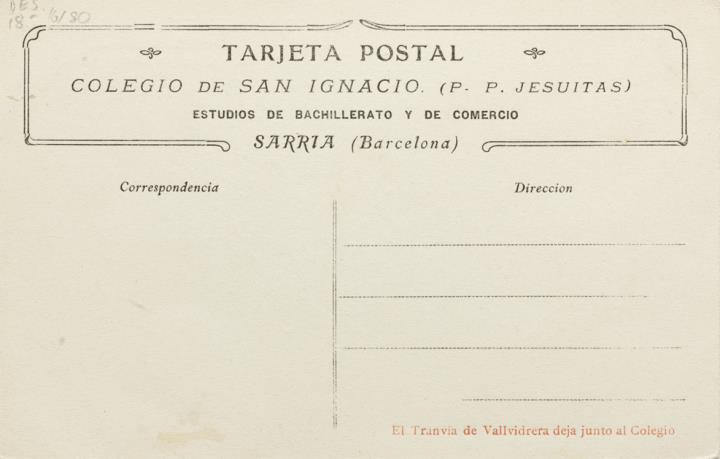 DES.
18- 16/80
TARJETA POSTAL
COLEGIO DE SAN IGNACIO. (P- P. JESUITAS)
ESTUDIOS DE BACHILLERATO Y DE COMERCIO
SARRIA (Barcelona)
Correspondencia
Direccion
El Tranvia de Vallvidrera deja junto al Colegio